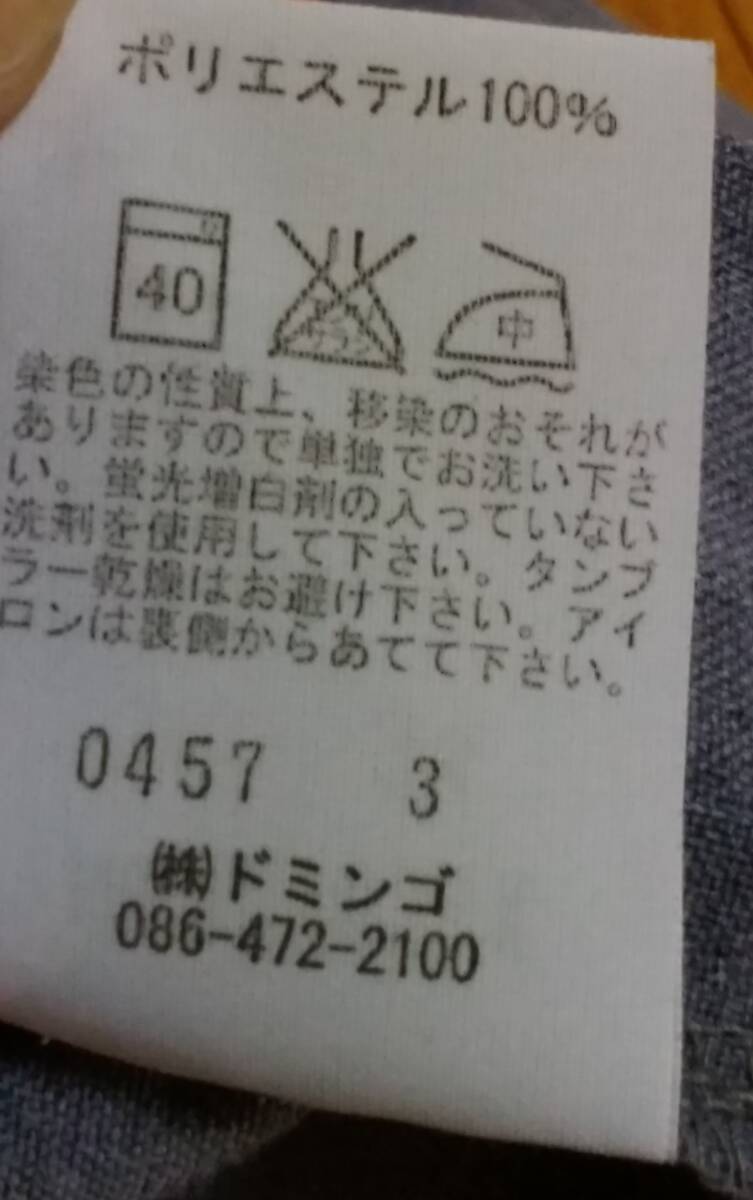 ポリエステル100%
40
中
染色の性質上、移染のおそれが
ありますので単独でお洗い下さ
い。蛍光増白剤の入っていない
洗剤を使用して下さい。タンブ
ラー乾燥はお避け下さい。アイ
ロンは裏側からあてて下さい。
0457 3
㈱ドミンゴ
086-472-2100